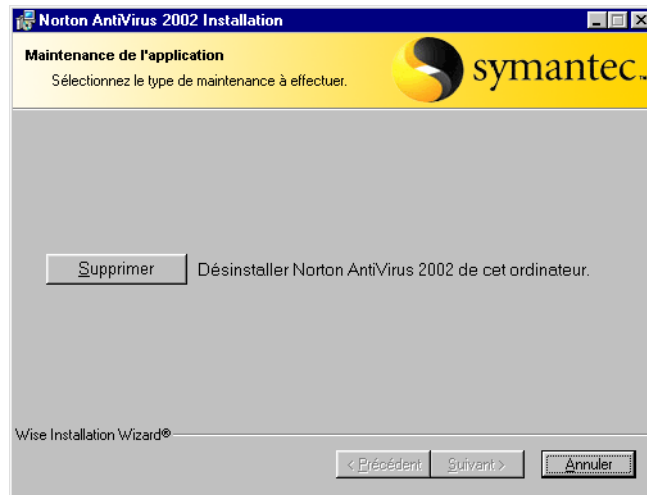 Norton AntiVirus 2002 Installation
Maintenance de l'application
Sélectionnez le type de maintenance à effectuer.
symantec.
Supprimer
Désinstaller Norton AntiVirus 2002 de cet ordinateur.
Wise Installation Wizard®
< Précédent
Suivant >
Annuler